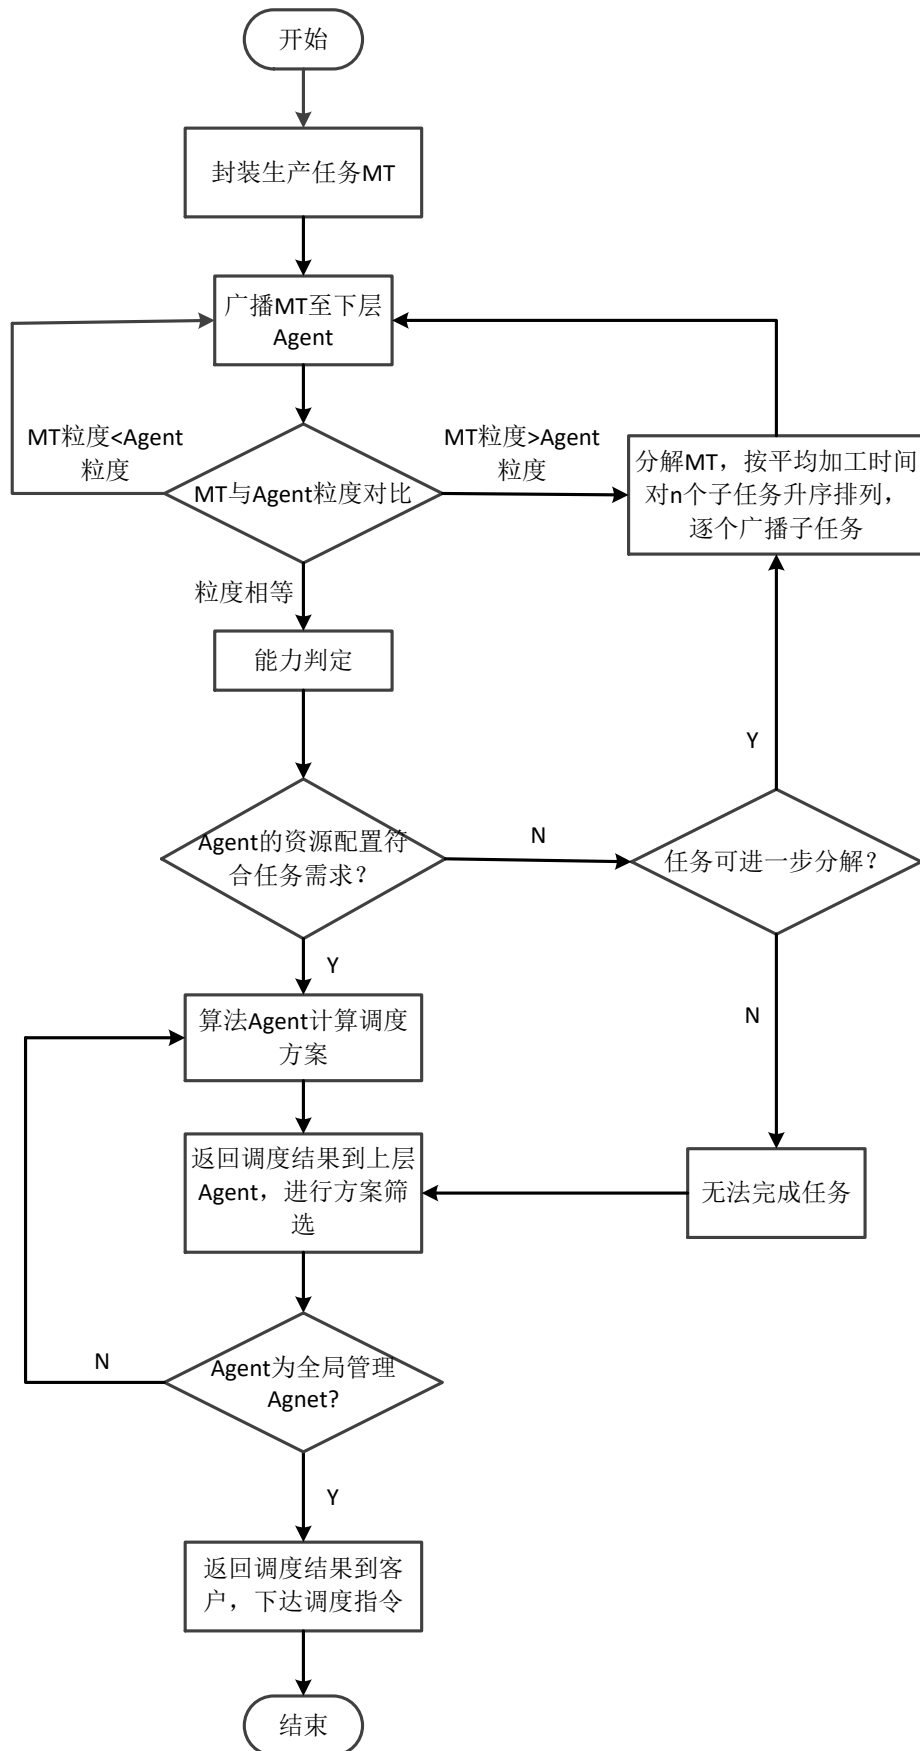 开始
封装生产任务MT
广播MT至下层
Agent
MT粒度<Agent
粒度
MT与Agent粒度对比
MT粒度>Agent
粒度
分解MT，按平均加工时间
对n个子任务升序排列，
逐个广播子任务
粒度相等
能力判定
Y
Agent的资源配置符
合任务需求？
N
任务可进一步分解？
Y
N
算法Agent计算调度
方案
返回调度结果到上层
Agent，进行方案筛
选
无法完成任务
N
Agent为全局管理
Agnet?
Y
返回调度结果到客
户，下达调度指令
结束